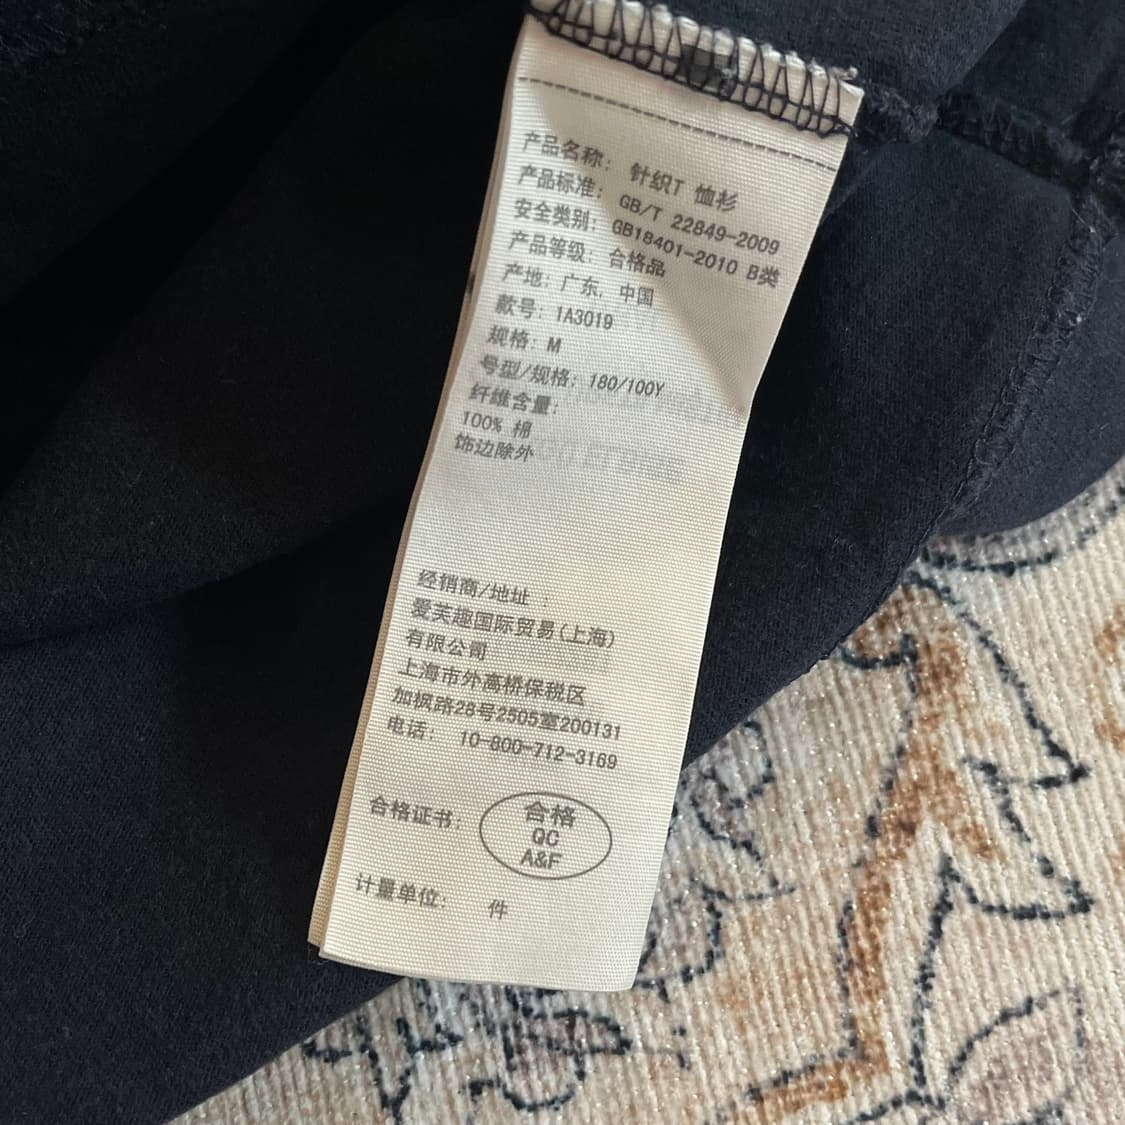 产品名称: 针织T 恤衫
产品标准: GB/T 22849-2009
安全类别: GB18401-2010 B类
产品等级: 合格品
产地: 广东, 中国
款号: 1A3019
规格: M
号型/规格: 180/100Y
纤维含量:
100% 棉
饰边除外
经销商/地址 :
爱芙趣国际贸易(上海)
有限公司
上海市外高桥保税区
加枫路28号2505室200131
电话: 10-800-712-3169
合格证书: 合格
QC
A&F
计量单位: 件